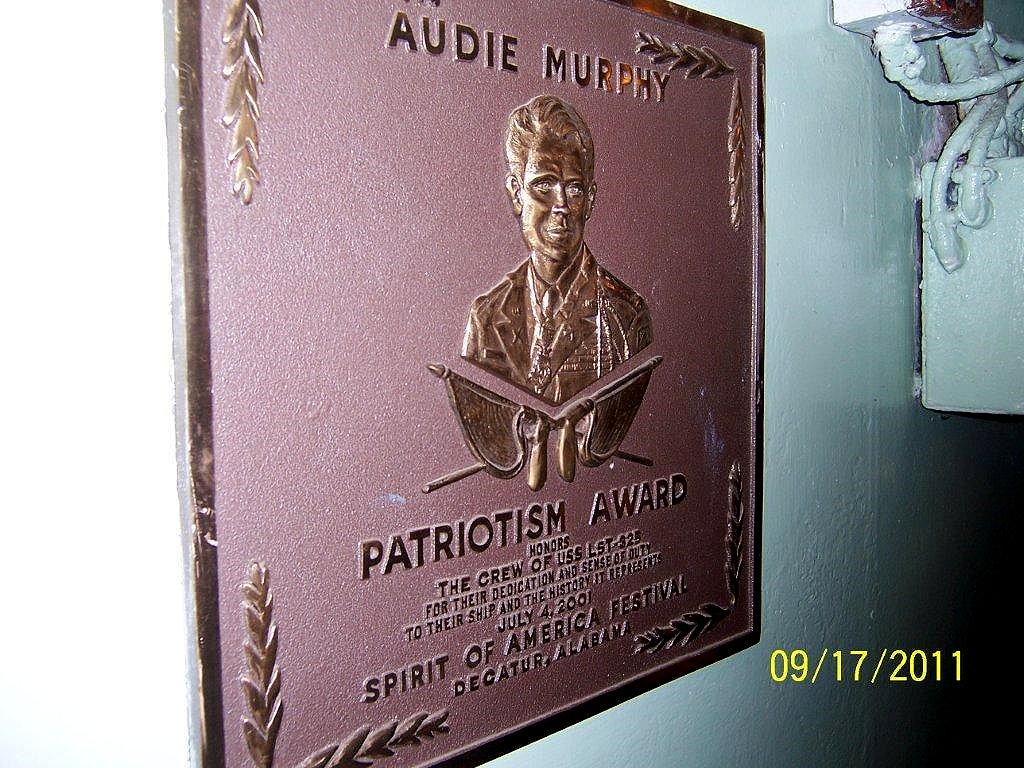 AUDIE MURPHY
PATRIOTISM AWARD
HONORS
THE CREW OF USS LST-325
FOR THEIR DEDICATION AND SENSE OF DUTY
TO THEIR SHIP AND THE HISTORY IT REPRESENTS
JULY 4, 2001
SPIRIT OF AMERICA FESTIVAL
DECATUR, ALABAMA
09/17/2011